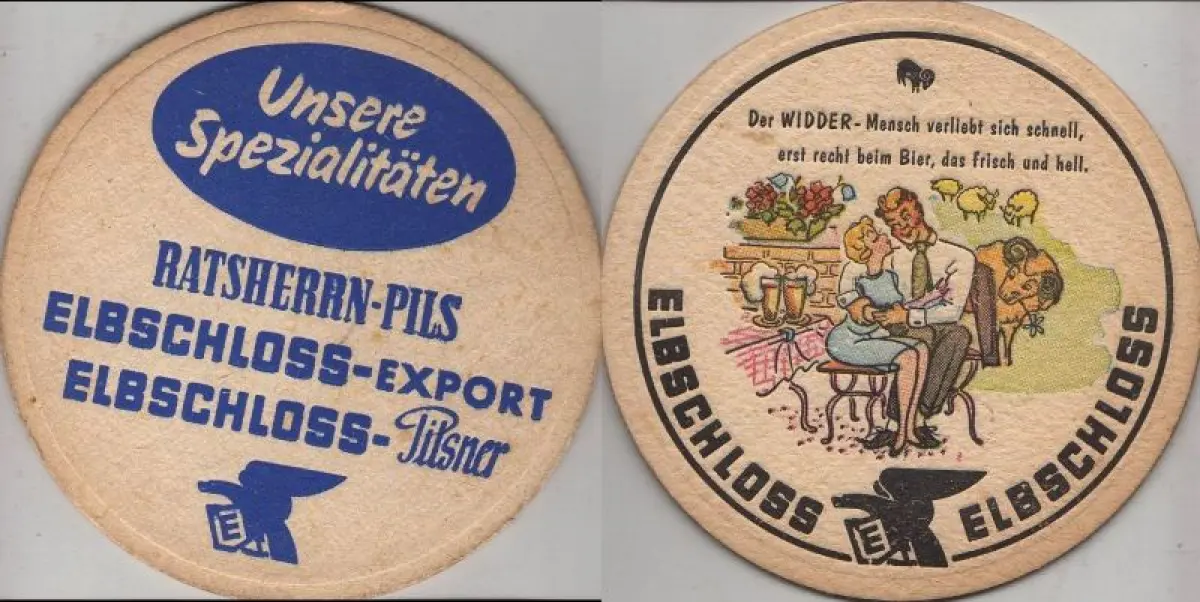 Unsere
Spezialitäten
RATSHERRN-PILS
ELBSCHLOSS-EXPORT
ELBSCHLOSS-Pilsner
E
Der WIDDER-Mensch verliebt sich schnell,
erst recht beim Bier, das frisch und hell.
ELBSCHLOSS
E
ELBSCHLOSS